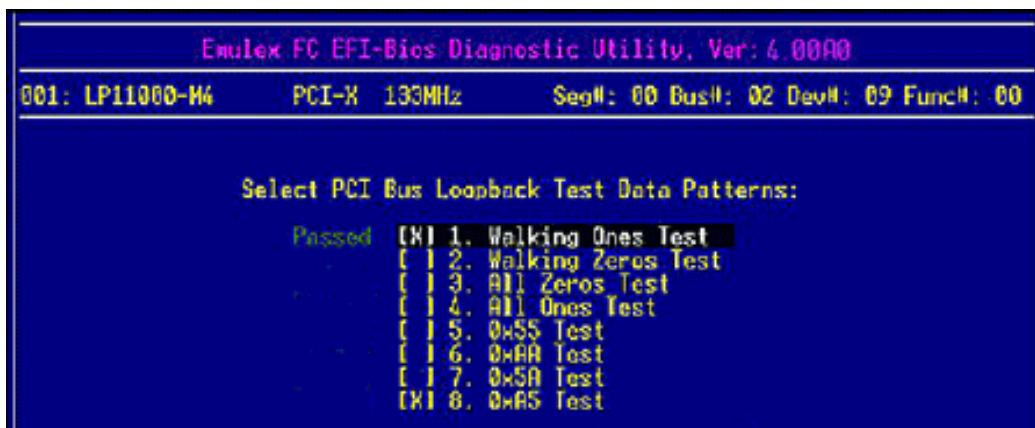 Emulex FC EFI-Bios Diagnostic Utility, Ver: 4.00A0
001: LP11000-M4 PCI-X 133MHz Seg#: 00 Bus#: 02 Dev#: 09 Func#: 00
Select PCI Bus Loopback Test Data Patterns:
Passed [X] 1. Walking Ones Test
[ ] 2. Walking Zeros Test
[ ] 3. All Zeros Test
[ ] 4. All Ones Test
[ ] 5. 0x55 Test
[ ] 6. 0xAA Test
[ ] 7. 0x5A Test
[X] 8. 0xA5 Test